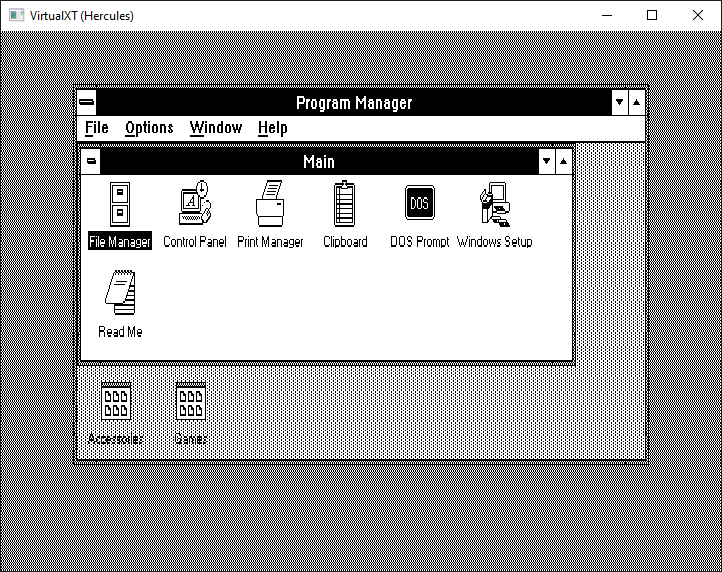 VirtualXT (Hercules)
Program Manager
File Options Window Help
Main
A
DOS
File Manager Control Panel Print Manager Clipboard DOS Prompt Windows Setup
Read Me
Accessories Games